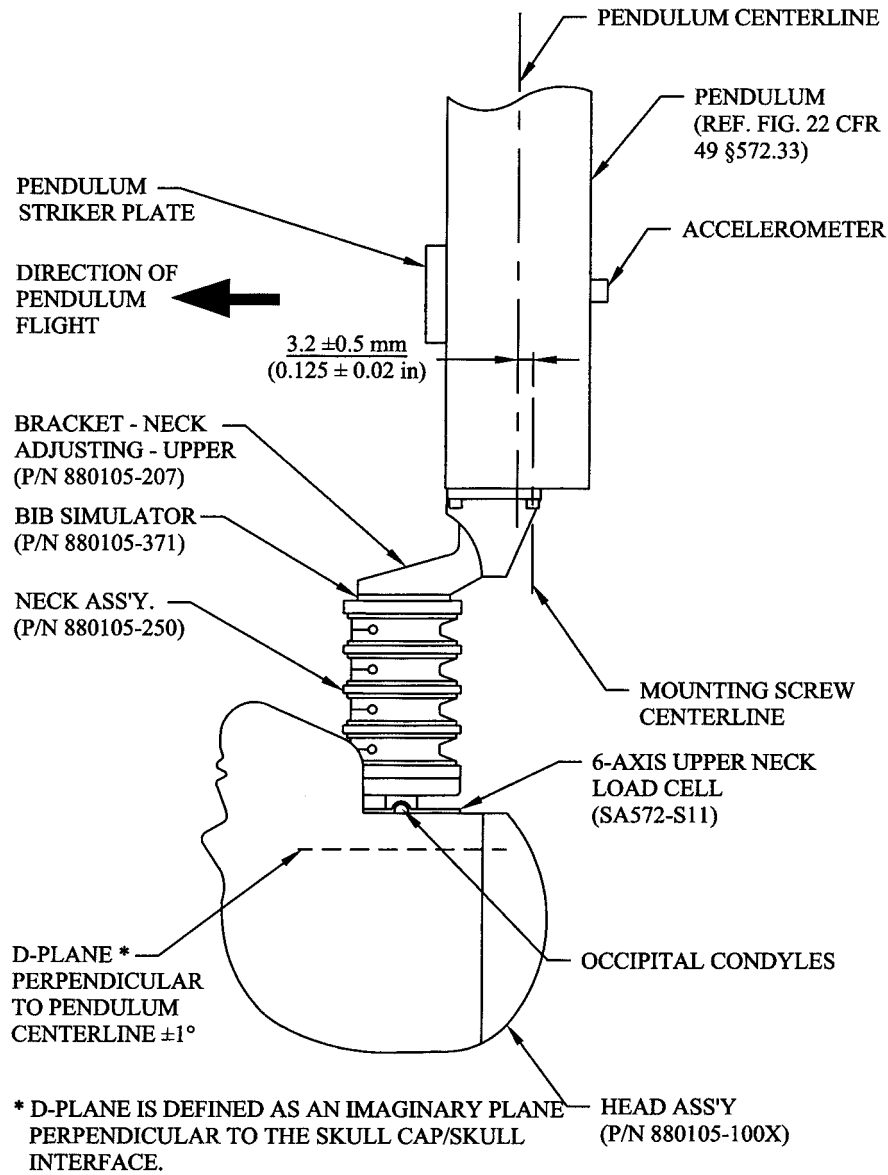 PENDULUM CENTERLINE
PENDULUM
(REF. FIG. 22 CFR
49 §572.33)
PENDULUM
STRIKER PLATE
ACCELEROMETER
DIRECTION OF
PENDULUM
FLIGHT
3.2 ±0.5 mm
(0.125 ± 0.02 in)
BRACKET - NECK
ADJUSTING - UPPER
(P/N 880105-207)
BIB SIMULATOR
(P/N 880105-371)
NECK ASS'Y.
(P/N 880105-250)
MOUNTING SCREW
CENTERLINE
6-AXIS UPPER NECK
LOAD CELL
(SA572-S11)
D-PLANE *
PERPENDICULAR
TO PENDULUM
CENTERLINE ±1°
OCCIPITAL CONDYLES
* D-PLANE IS DEFINED AS AN IMAGINARY PLANE
PERPENDICULAR TO THE SKULL CAP/SKULL
INTERFACE.
HEAD ASS'Y
(P/N 880105-100X)